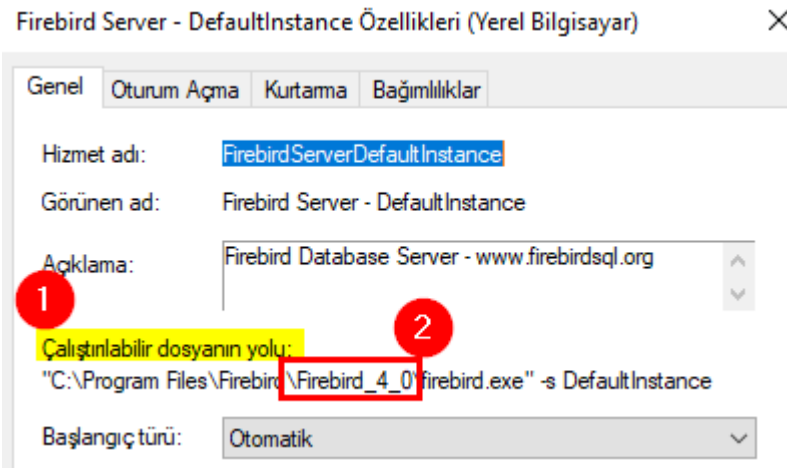 Firebird Server - DefaultInstance Özellikleri (Yerel Bilgisayar)
Genel Oturum Açma Kurtarma Bağımlılıklar
Hizmet adı: FirebirdServerDefaultInstance
Görünen ad: Firebird Server - DefaultInstance
Açıklama: Firebird Database Server - www.firebirdsql.org
1
2
Çalıştırılabilir dosyanın yolu:
"C:\Program Files\Firebird\Firebird_4_0\firebird.exe" -s DefaultInstance
Başlangıç türü: Otomatik